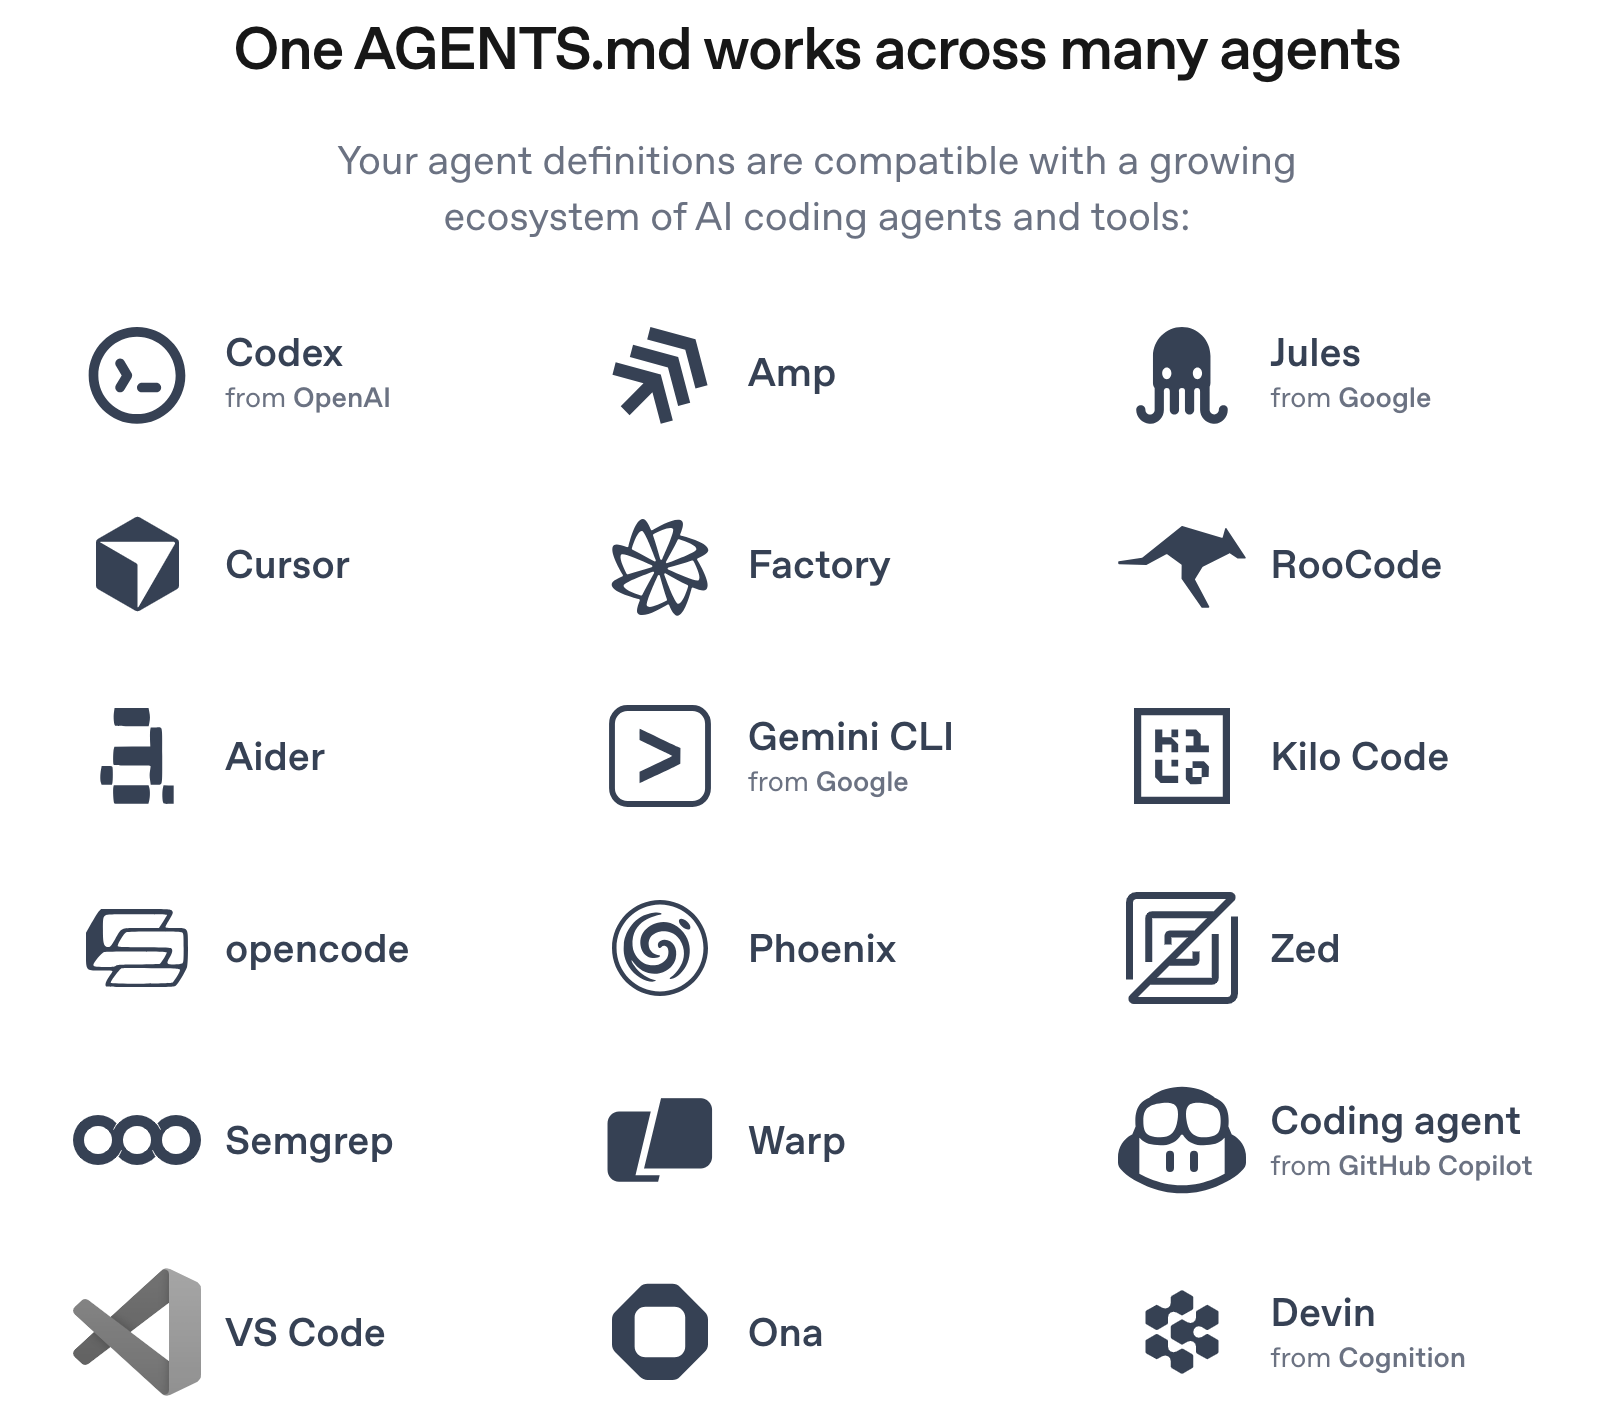 One AGENTS.md works across many agents
Your agent definitions are compatible with a growing
ecosystem of AI coding agents and tools:
Codex
from OpenAI
Amp
Jules
from Google
Cursor
Factory
RooCode
Aider
Gemini CLI
from Google
Kilo Code
opencode
Phoenix
Zed
Semgrep
Warp
Coding agent
from GitHub Copilot
VS Code
Ona
Devin
from Cognition